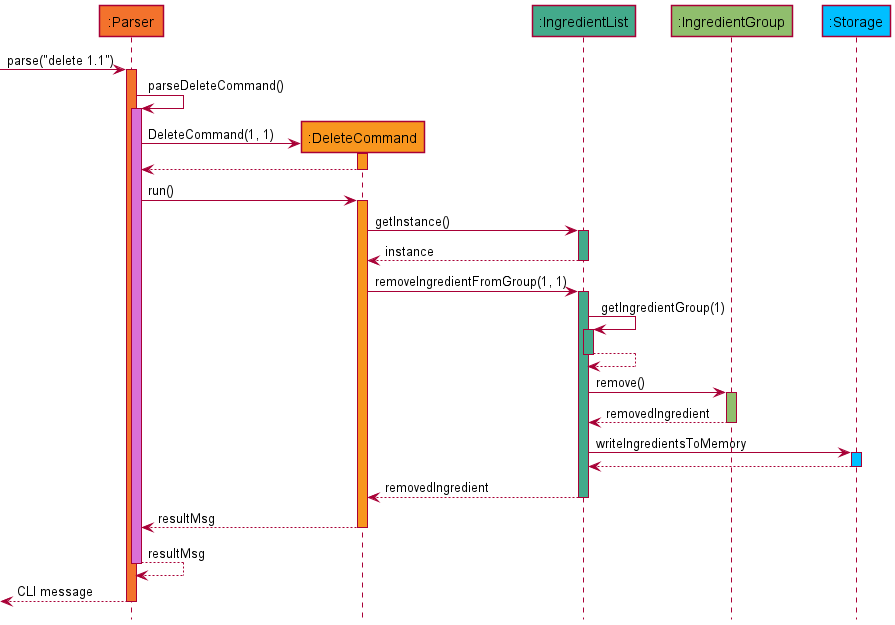 :Parser
:IngredientList
:IngredientGroup
:Storage
parse("delete 1.1")
parseDeleteCommand()
DeleteCommand(1, 1)
:DeleteCommand
run()
getInstance()
instance
removeIngredientFromGroup(1, 1)
getIngredientGroup(1)
remove()
removedIngredient
writeIngredientsToMemory
removedIngredient
resultMsg
resultMsg
CLI message